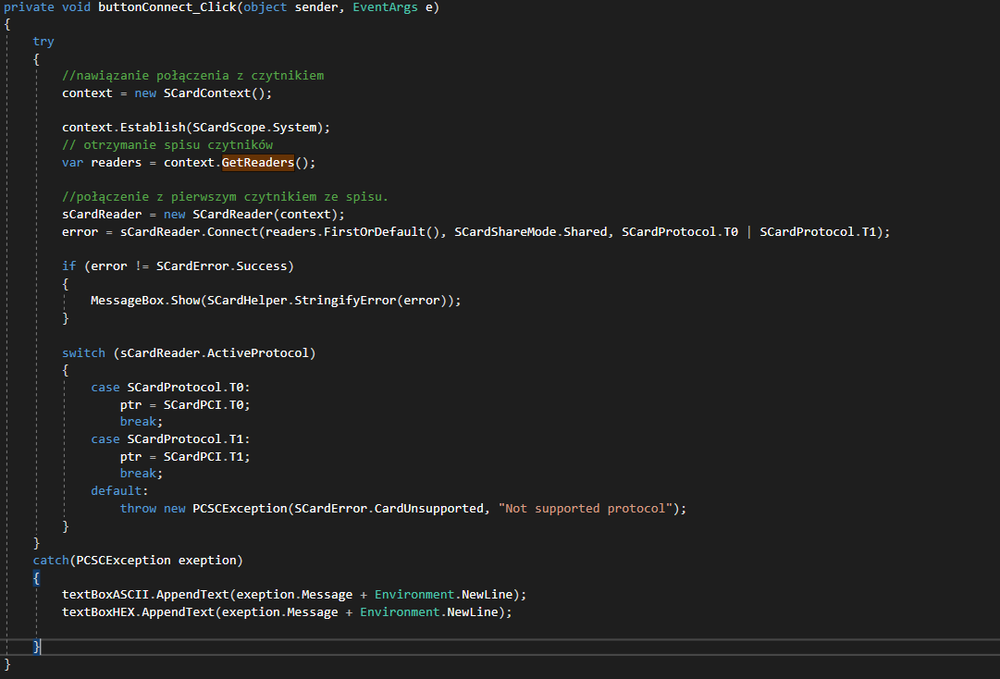 private void buttonConnect_Click(object sender, EventArgs e)
{
try
{
//nawiązanie połączenia z czytnikiem
context = new SCardContext();
context.Establish(SCardScope.System);
// otrzymanie spisu czytników
var readers = context.GetReaders();
//połączenie z pierwszym czytnikiem ze spisu.
sCardReader = new SCardReader(context);
error = sCardReader.Connect(readers.FirstOrDefault(), SCardShareMode.Shared, SCardProtocol.T0 | SCardProtocol.T1);
if (error != SCardError.Success)
{
MessageBox.Show(SCardHelper.StringifyError(error));
}
switch (sCardReader.ActiveProtocol)
{
case SCardProtocol.T0:
ptr = SCardPCI.T0;
break;
case SCardProtocol.T1:
ptr = SCardPCI.T1;
break;
default:
throw new PCSCException(SCardError.CardUnsupported, "Not supported protocol");
}
}
catch(PCSCException exeption)
{
textBoxASCII.AppendText(exeption.Message + Environment.NewLine);
textBoxHEX.AppendText(exeption.Message + Environment.NewLine);
}
}